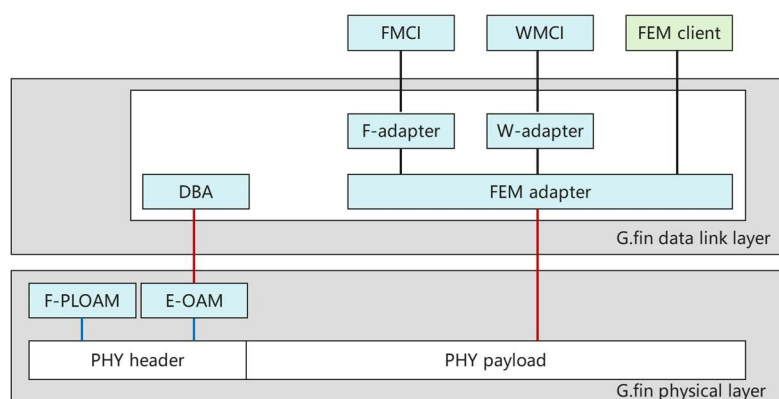 FMCI
WMCI
FEM client
F-adapter
W-adapter
DBA
FEM adapter
G.fin data link layer
F-PLOAM
E-OAM
PHY header
PHY payload
G.fin physical layer